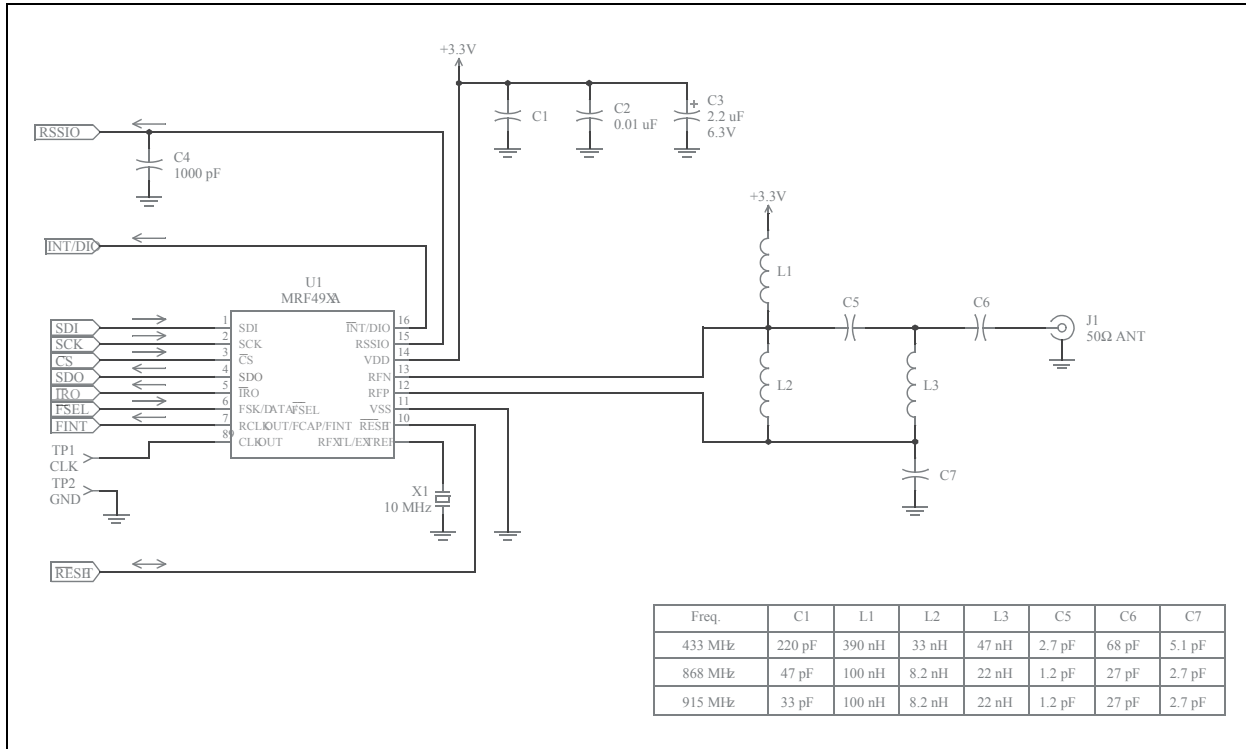 +3.3V
RSSIO
C4
1000 pF
C1
C2
0.01 uF
C3
2.2 uF
6.3V
+
INT/DIO
+3.3V
L1
U1
MRF49XA
C5
C6
J1
50Ω ANT
L2
L3
C7
SDI
SCK
CS
SDO
IRO
FSEL
FINT
TP1
CLK
TP2
GND
1
2
3
4
5
6
7
8
9
SDI
SCK
CS
SDO
IRO
FSK/DATA/FSEL
RCLKOUT/FCAP/FINT
CLKOUT
INT/DIO
RSSIO
VDD
RFN
RFP
VSS
RESET
RFXTL/EXTREF
16
15
14
13
12
11
10
X1
10 MHz
RESET
Freq. C1 L1 L2 L3 C5 C6 C7
433 MHz 220 pF 390 nH 33 nH 47 nH 2.7 pF 68 pF 5.1 pF
868 MHz 47 pF 100 nH 8.2 nH 22 nH 1.2 pF 27 pF 2.7 pF
915 MHz 33 pF 100 nH 8.2 nH 22 nH 1.2 pF 27 pF 2.7 pF